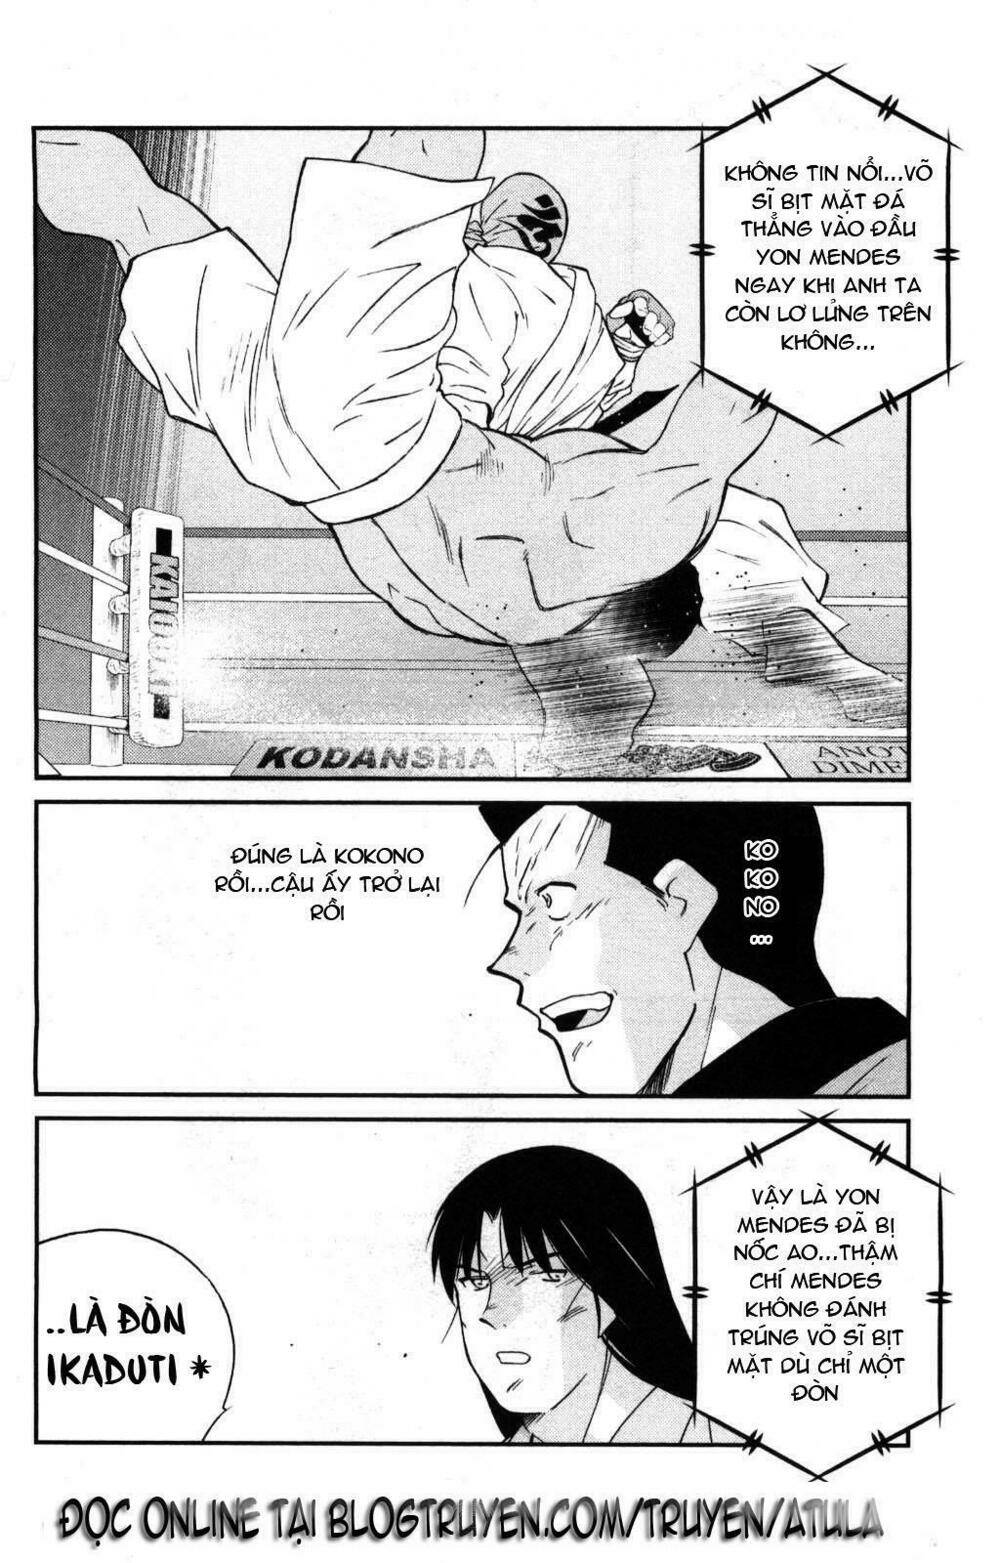 KHÔNG TIN NỔI...VÕ
SĨ BỊT MẶT ĐÁ
THẲNG VÀO ĐẦU
YON MENDES
NGAY KHI ANH TA
CÒN LƠ LỬNG TRÊN
KHÔNG...
KODANSHA
ANOT
DIME
ĐÚNG LÀ KOKONO
RỒI...CẬU ẤY TRỞ LẠI
RỒI
KO
KO
NO
...
VẬY LÀ YON
MENDES ĐÃ BỊ
NỐC AO...THẬM
CHÍ MENDES
KHÔNG ĐÁNH
TRÚNG VÕ SĨ BỊT
MẶT DÙ CHỈ MỘT
ĐÒN
..LÀ ĐÒN
IKADUTI *
ĐỌC ONLINE TẠI BLOGTRUYEN.COM/TRUYEN/ATULA